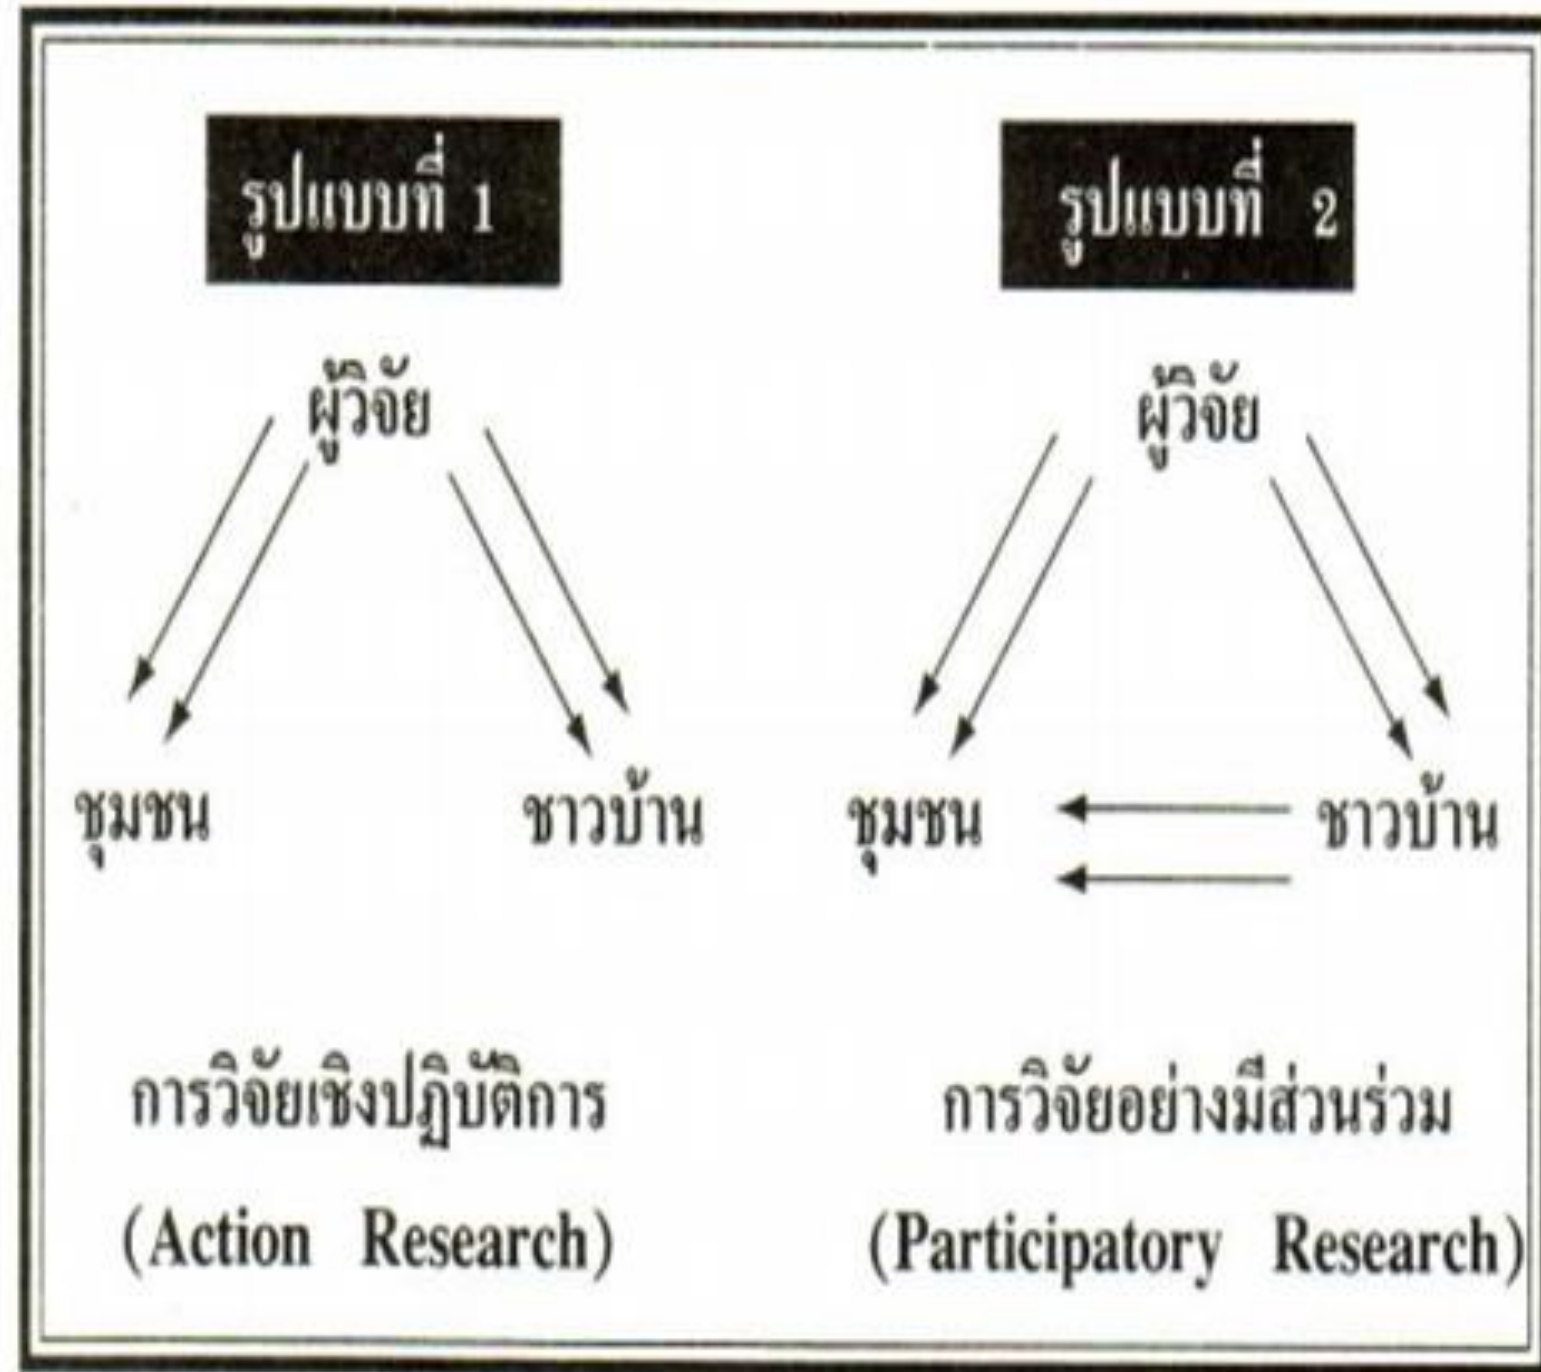 รูปแบบที่ 1
ผู้วิจัย
ชุมชน ชาวบ้าน
การวิจัยเชิงปฏิบัติการ
(Action Research)
รูปแบบที่ 2
ผู้วิจัย
ชุมชน ชาวบ้าน
การวิจัยอย่างมีส่วนร่วม
(Participatory Research)